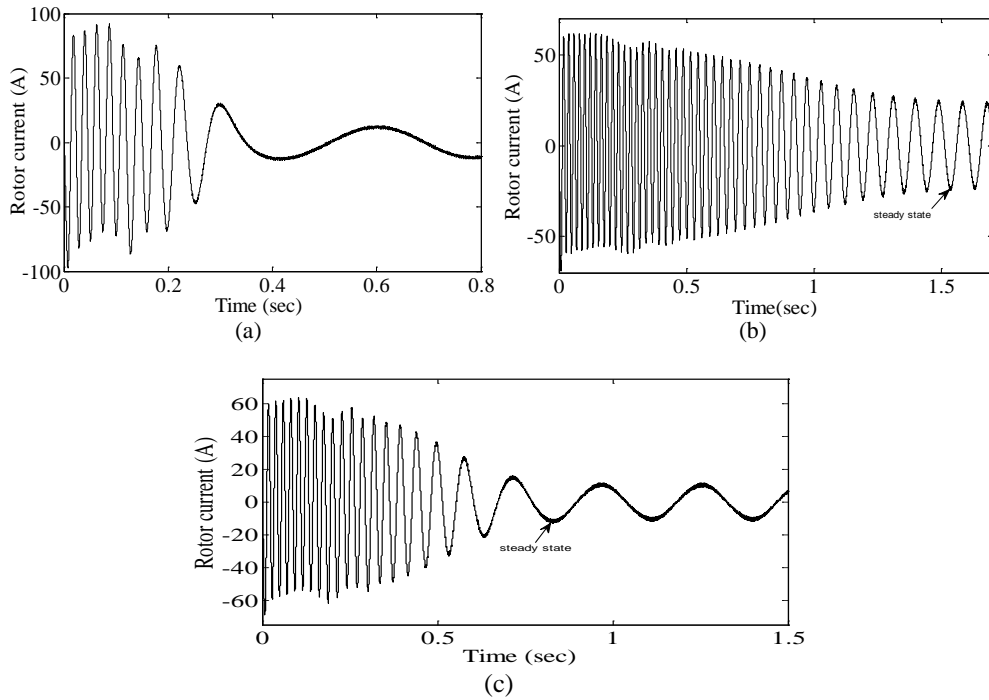 Rotor current (A)
100
50
0
-50
-100
0 0.2 0.4 0.6 0.8
Time (sec)
(a)
Rotor current (A)
50
0
-50
steady state
0 0.5 1 1.5
Time(sec)
(b)
Rotor current (A)
60
40
20
0
-20
-40
-60
steady state
0 0.5 1 1.5
Time (sec)
(c)